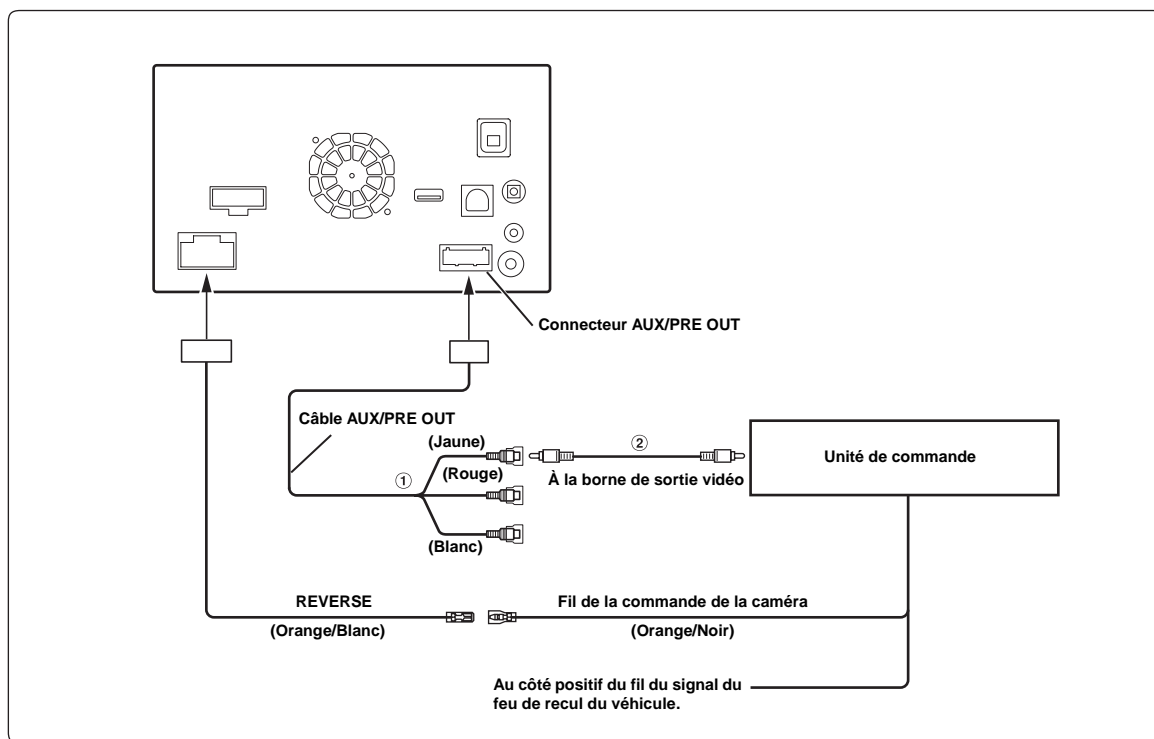 Connecteur AUX/PRE OUT
Câble AUX/PRE OUT
(Jaune)
②
(Rouge)
Unité de commande
①
À la borne de sortie vidéo
(Blanc)
REVERSE
Fil de la commande de la caméra
(Orange/Blanc)
(Orange/Noir)
Au côté positif du fil du signal du
feu de recul du véhicule.